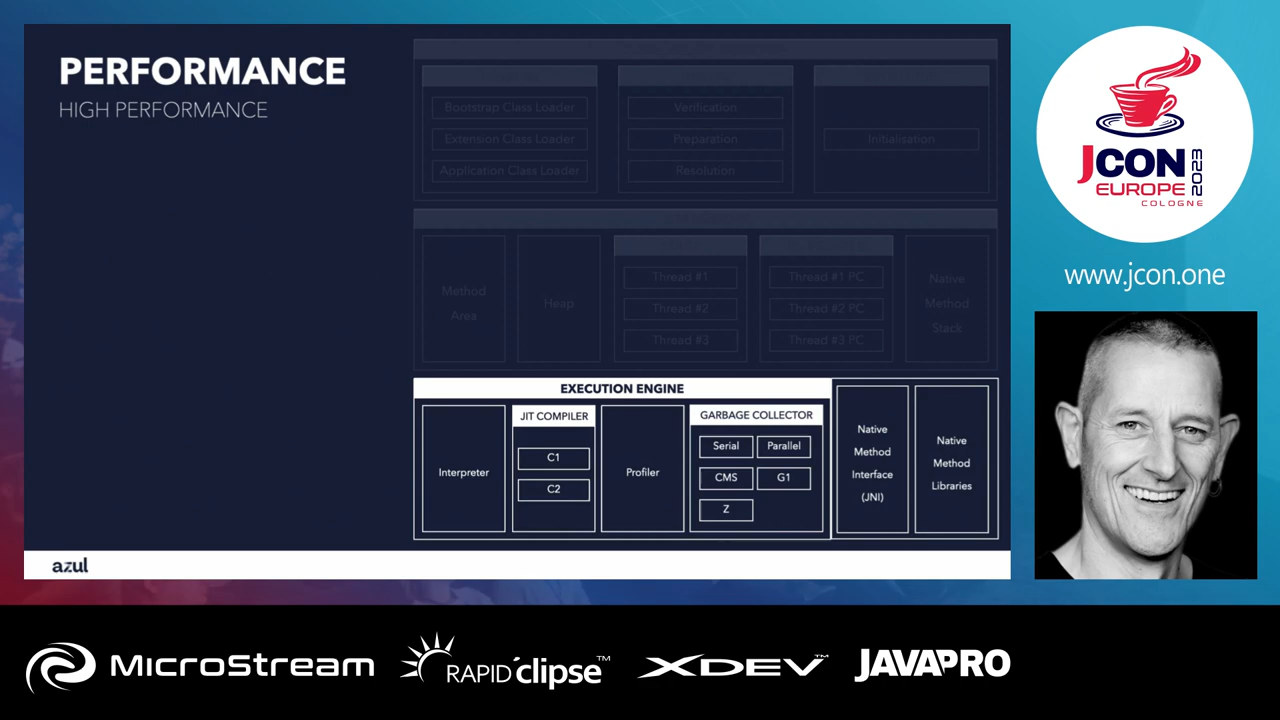 PERFORMANCE
HIGH PERFORMANCE
Bootstrap Class Loader
Extension Class Loader
Application Class Loader
Verification
Preparation
Resolution
Initialisation
Method
Area
Heap
Thread #1
Thread #2
Thread #3
Thread #1 PC
Thread #2 PC
Thread #3 PC
Native
Method
Stack
EXECUTION ENGINE
Interpreter
JIT COMPILER
C1
C2
Profiler
GARBAGE COLLECTOR
Serial
Parallel
CMS
G1
Z
Native
Method
Interface
(JNI)
Native
Method
Libraries
azul
JCON
EUROPE
2023
COLOGNE
www.jcon.one
MicroStream
RAPIDclipse™
XDEV™
JAVAPRO